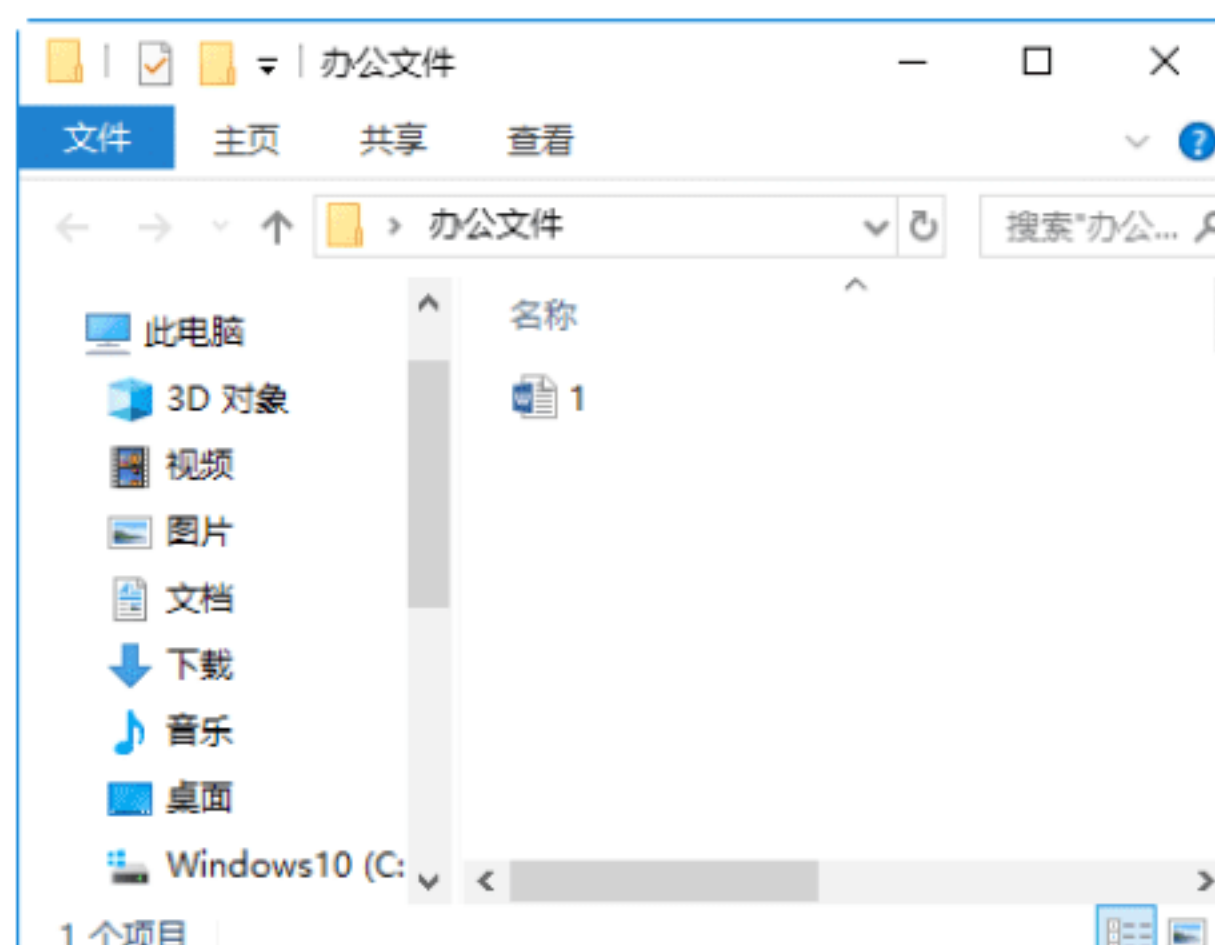 办公文件
文件 主页 共享 查看
办公文件 搜索"办公...
名称
此电脑
3D 对象
1
视频
图片
文档
下载
音乐
桌面
Windows10 (C:
1 个项目